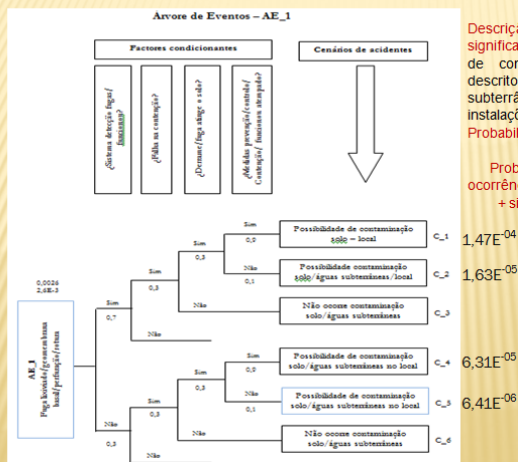 Árvore de Eventos – AE_1
Factores condicionantes
Cenários de acidentes
¿Sistema detecção fugas/
funcionou?
¿Falha na contenção?
¿Derrame/fuga atinge o solo?
¿Medidas prevenção/controlo/
Contenção/ funcionou atempado?
Descriç
significa
de con
descrito
subterrâ
instalaç
Probabil
Prob
ocorrên
+ si
Sim
0,9
Possibilidade de contaminação
solo – local
C_1
1,47E-04
Sim
0,3
Não
0,1
Possibilidade contaminação
solo/águas subterrâneas/local
C_2
1,63E-05
Sim
0,3
Não
Não ocorre contaminação
solo/águas subterrâneas
C_3
0,0026
2,6E-3
Sim
0,7
Não
AE_1
Fuga lixiviado/geomembrana
basal/perfuração/rotura
Sim
0,9
Possibilidade de contaminação
solo/águas subterrâneas no local
C_4
6,31E-05
Sim
0,3
Não
0,1
Possibilidade de contaminação
solo/águas subterrâneas no local
C_5
6,41E-06
Sim
0,3
Não
Não ocorre contaminação
solo/águas subterrâneas
C_6
Não
0,3
Não